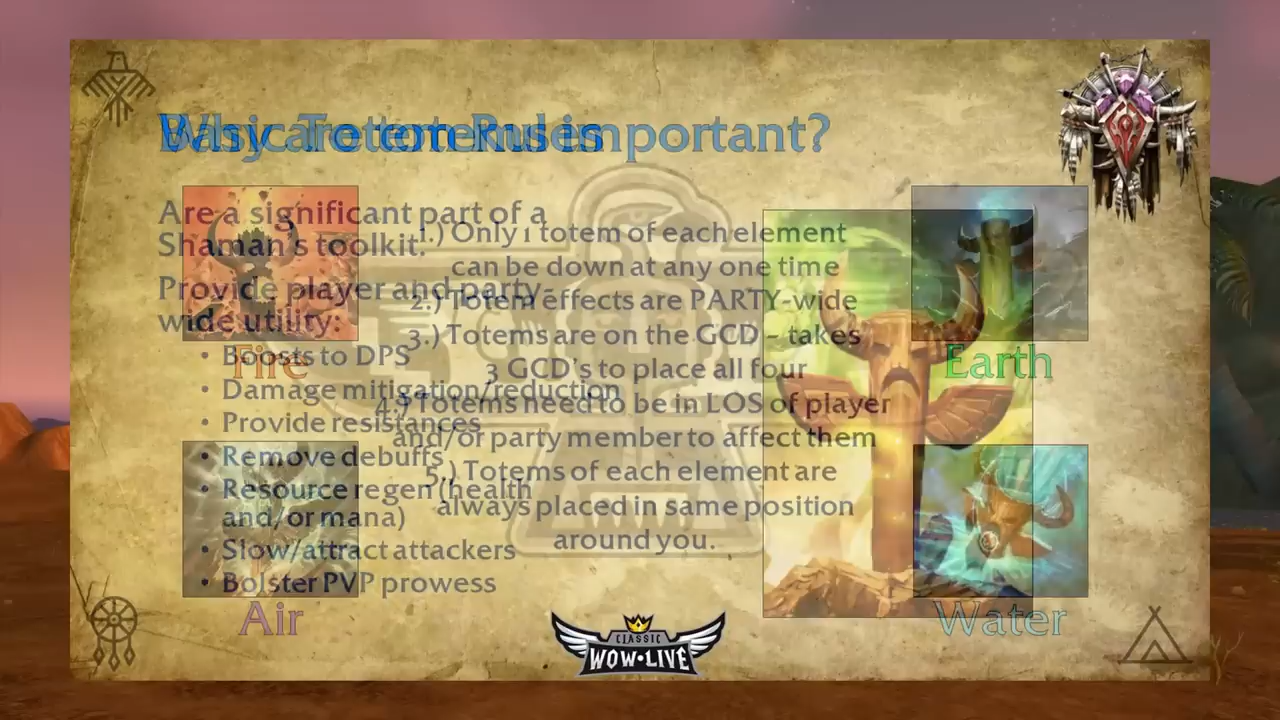 Why are totems important?
Are a significant part of a
Shaman's toolkit.
Provide player and party-
wide utility:
• Boosts to DPS
• Damage mitigation/reduction
• Provide resistances
• Remove debuffs
• Resource regen (health
and/or mana)
• Slow/attract attackers
• Bolster PVP prowess
Basic Totem Rules
1.) Only 1 totem of each element
can be down at any one time
2.) Totem effects are PARTY-wide
3.) Totems are on the GCD – takes
3 GCD's to place all four
4.) Totems need to be in LOS of player
and/or party member to affect them
5.) Totems of each element are
always placed in same position
around you.
Fire
Earth
Air
Water
CLASSIC
WOW•LIVE